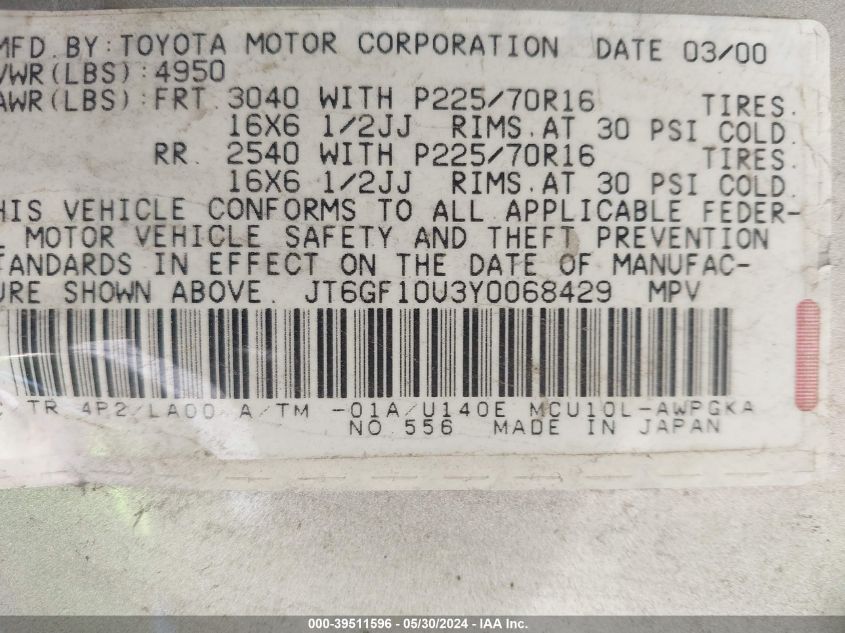 MFD. BY: TOYOTA MOTOR CORPORATION DATE 03/00
VWR(LBS): 4950
AWR(LBS): FRT. 3040 WITH P225/70R16 TIRES.
16X6 1/2JJ RIMS. AT 30 PSI COLD.
RR. 2540 WITH P225/70R16 TIRES.
16X6 1/2JJ RIMS. AT 30 PSI COLD.
HIS VEHICLE CONFORMS TO ALL APPLICABLE FEDER-
L MOTOR VEHICLE SAFETY AND THEFT PREVENTION
TANDARDS IN EFFECT ON THE DATE OF MANUFAC-
URE SHOWN ABOVE. JT6GF10U3Y0068429 MPV
TR 4P2/LA00 A/TM -01A/U140E MCU10L-AWPGKA
NO 556 MADE IN JAPAN
000-39511596 - 05/30/2024 - IAA Inc.